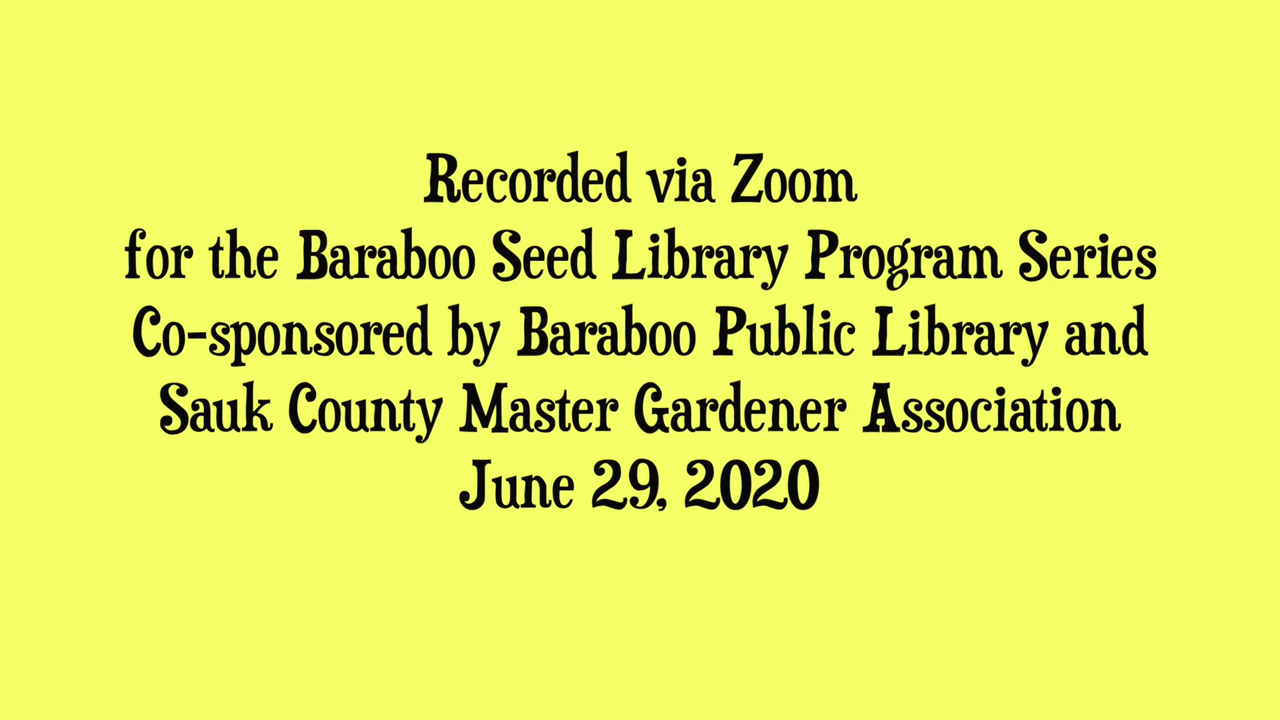 Recorded via Zoom
for the Baraboo Seed Library Program Series
Co-sponsored by Baraboo Public Library and
Sauk County Master Gardener Association
June 29, 2020